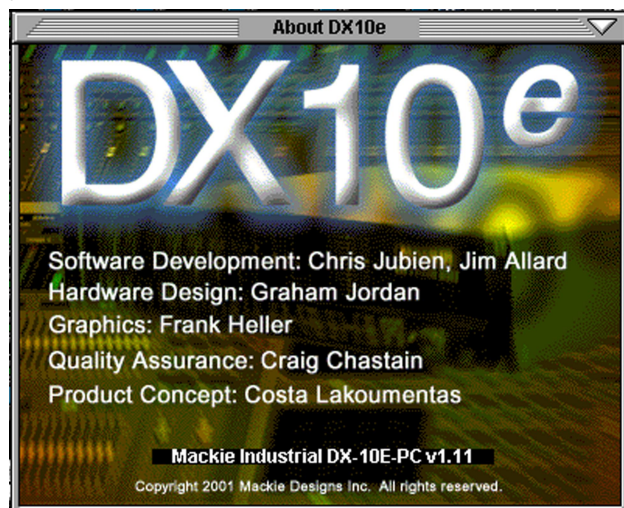 About DX10e
DX10e
Software Development: Chris Jubien, Jim Allard
Hardware Design: Graham Jordan
Graphics: Frank Heller
Quality Assurance: Craig Chastain
Product Concept: Costa Lakoumentas
Mackie Industrial DX-10E-PC v1.11
Copyright 2001 Mackie Designs Inc. All rights reserved.